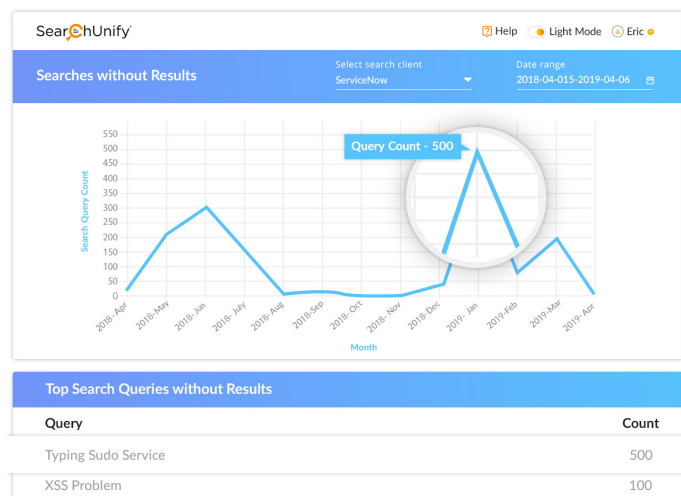 SearchUnify
Help Light Mode Eric
Searches without Results
Select search client
ServiceNow
Date range
2018-04-015-2019-04-06
Query Count - 500
Search Query Count
550
500
450
400
350
300
250
200
150
100
50
0
2018- Apr
2018-May
2018-Jun
2018- July
2018-Aug
2018-Sep
2018-Oct
2018- Nov
2018-Dec
2019- Jan
2019-Feb
2019-Mar
2019- Apr
Month
Top Search Queries without Results
Query Count
Typing Sudo Service 500
XSS Problem 100